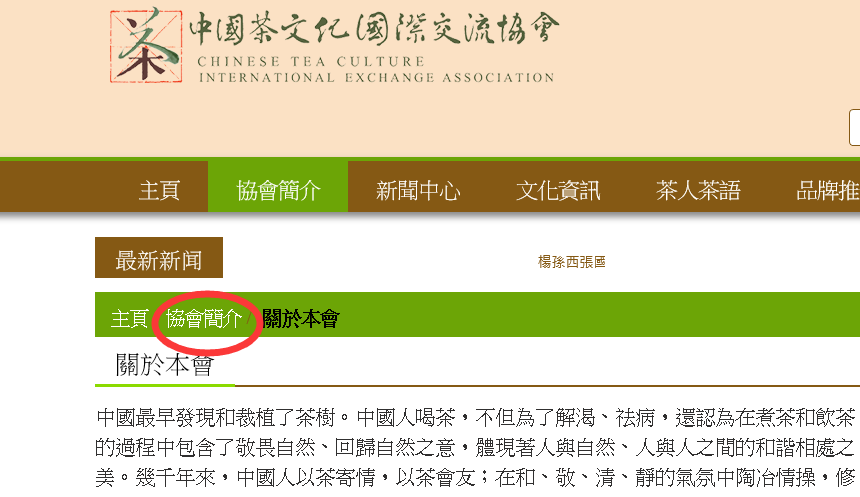 茶
中國茶文化國際交流協會
CHINESE TEA CULTURE
INTERNATIONAL EXCHANGE ASSOCIATION
主頁 協會簡介 新聞中心 文化資訊 茶人茶語 品牌推
最新新闻 楊孫西張國
主頁 / 協會簡介 / 關於本會
關於本會
中國最早發現和栽植了茶樹。中國人喝茶，不但為了解渴、祛病，還認為在煮茶和飲茶
的過程中包含了敬畏自然、回歸自然之意，體現著人與自然、人與人之間的和諧相處之
美。幾千年來，中國人以茶寄情，以茶會友；在和、敬、清、靜的氣氛中陶冶情操，修